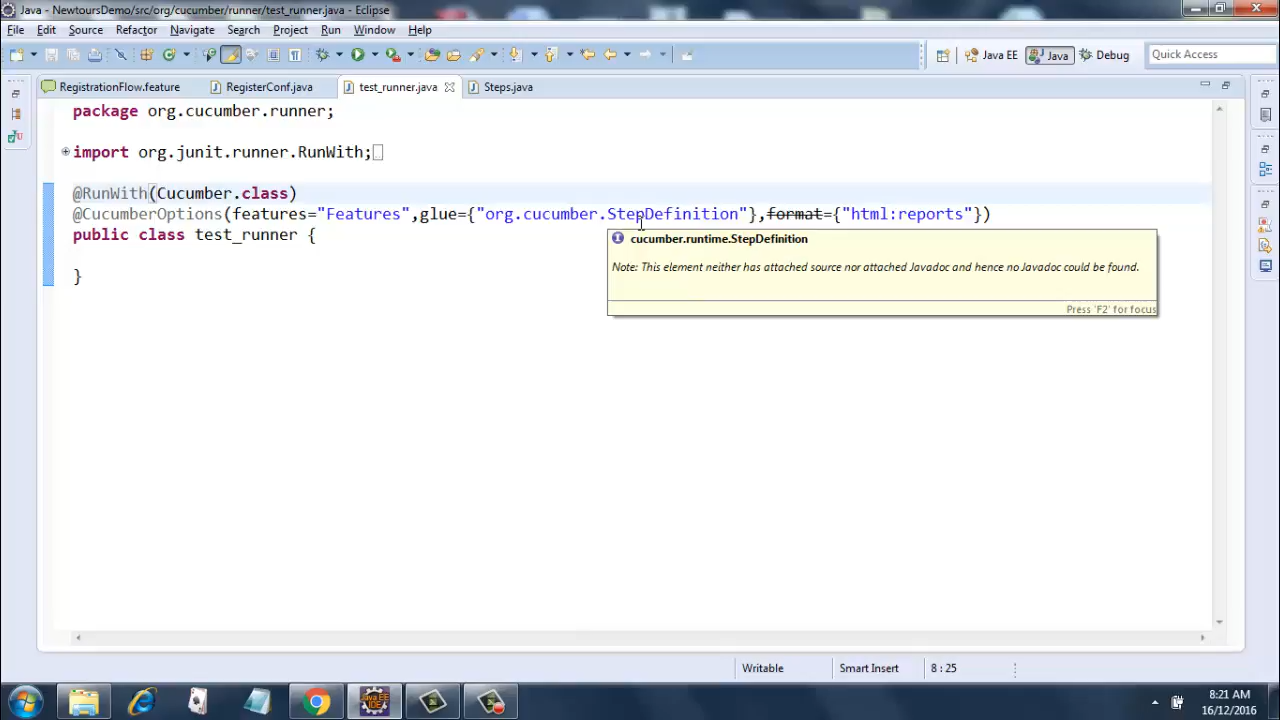 Java - NewtoursDemo/src/org/cucumber/runner/test_runner.java - Eclipse
File Edit Source Refactor Navigate Search Project Run Window Help
Java EE Java Debug Quick Access
RegistrationFlow.feature RegisterConf.java test_runner.java Steps.java
package org.cucumber.runner;
import org.junit.runner.RunWith;
@RunWith(Cucumber.class)
@CucumberOptions(features="Features",glue={"org.cucumber.StepDefinition"},format={"html:reports"})
public class test_runner {
}
cucumber.runtime.StepDefinition
Note: This element neither has attached source nor attached Javadoc and hence no Javadoc could be found.
Press 'F2' for focus
Writable Smart Insert 8 : 25
Java EE IDE
8:21 AM
16/12/2016